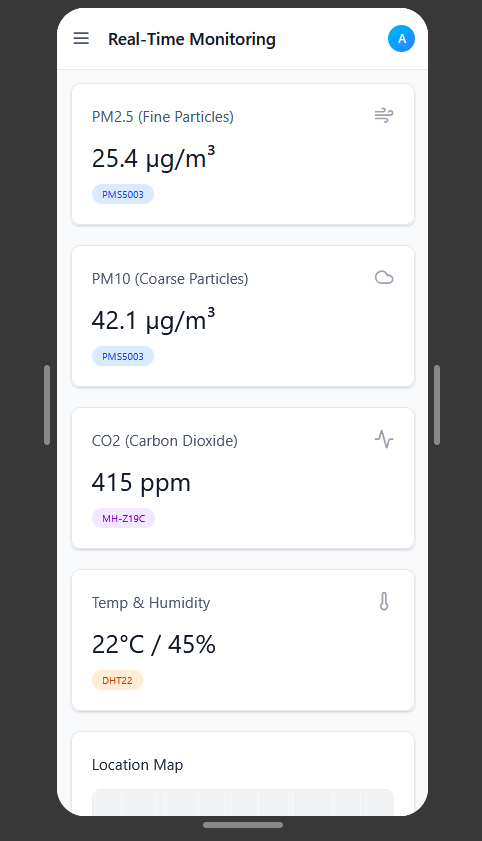 Real-Time Monitoring
A
PM2.5 (Fine Particles)
25.4 µg/m³
PMS5003
PM10 (Coarse Particles)
42.1 µg/m³
PMS5003
CO2 (Carbon Dioxide)
415 ppm
MH-Z19C
Temp & Humidity
22°C / 45%
DHT22
Location Map